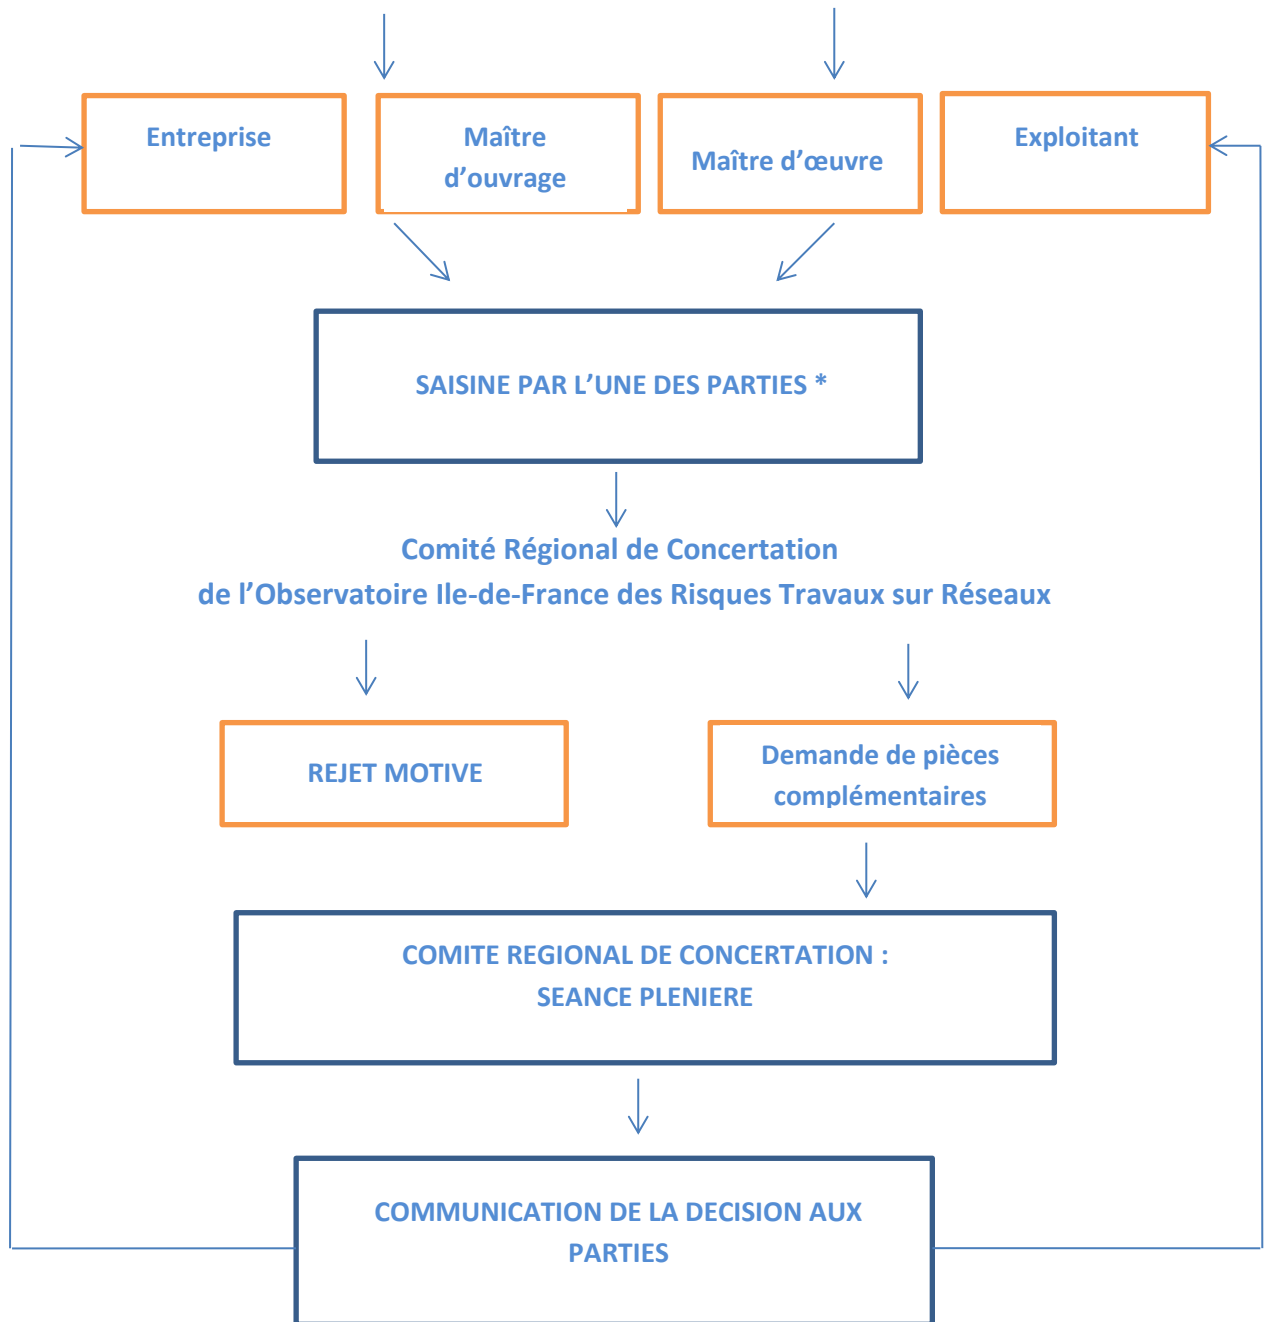 Entreprise
Maître
d’ouvrage
Maître d'œuvre
Exploitant
SAISINE PAR L’UNE DES PARTIES *
Comité Régional de Concertation
de l’Observatoire Ile-de-France des Risques Travaux sur Réseaux
REJET MOTIVE
Demande de pièces
complémentaires
COMITE REGIONAL DE CONCERTATION :
SEANCE PLENIERE
COMMUNICATION DE LA DECISION AUX
PARTIES